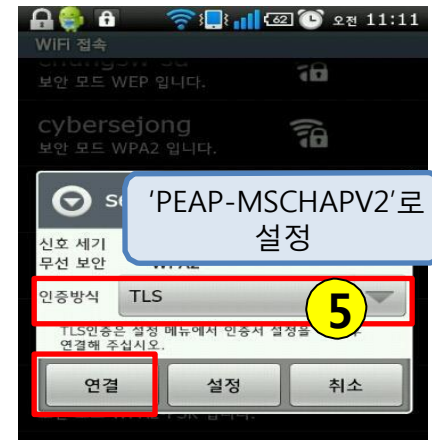 62 오전 11:11
WIFI 접속
보안 모드 WEP 입니다.
cybersejong
보안 모드 WPA2 입니다.
'PEAP-MSCHAPV2'로
설정
신호 세기
무선 보안
인증방식 TLS
5
TLS인증은 설정 메뉴에서 인증서 설정을
연결해 주십시오.
연결 설정 취소